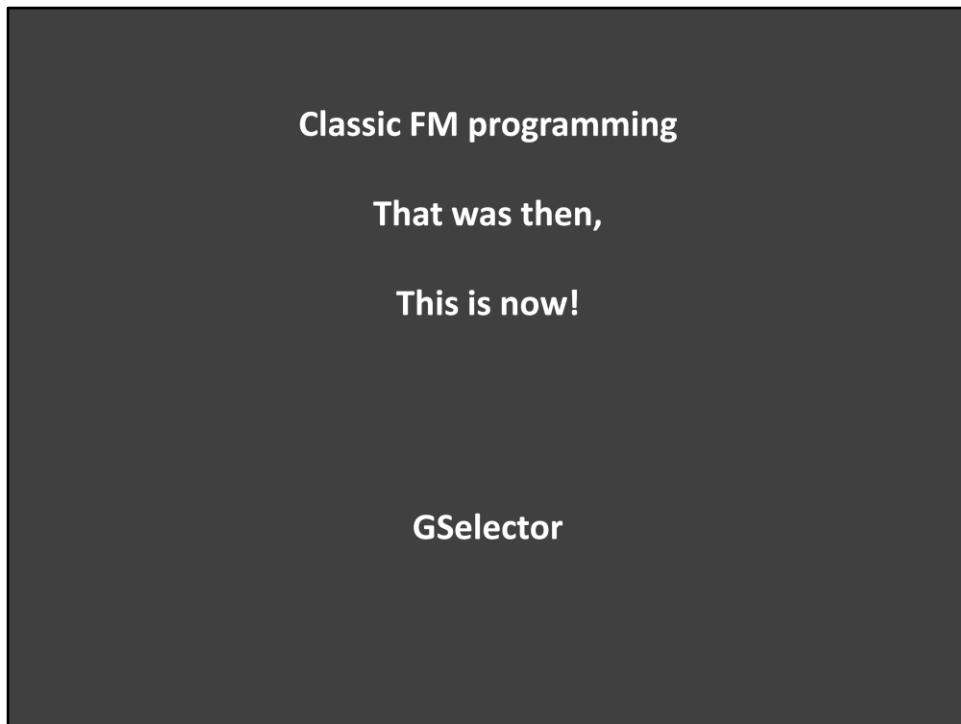 Classic FM programming
That was then,
This is now!
GSelector